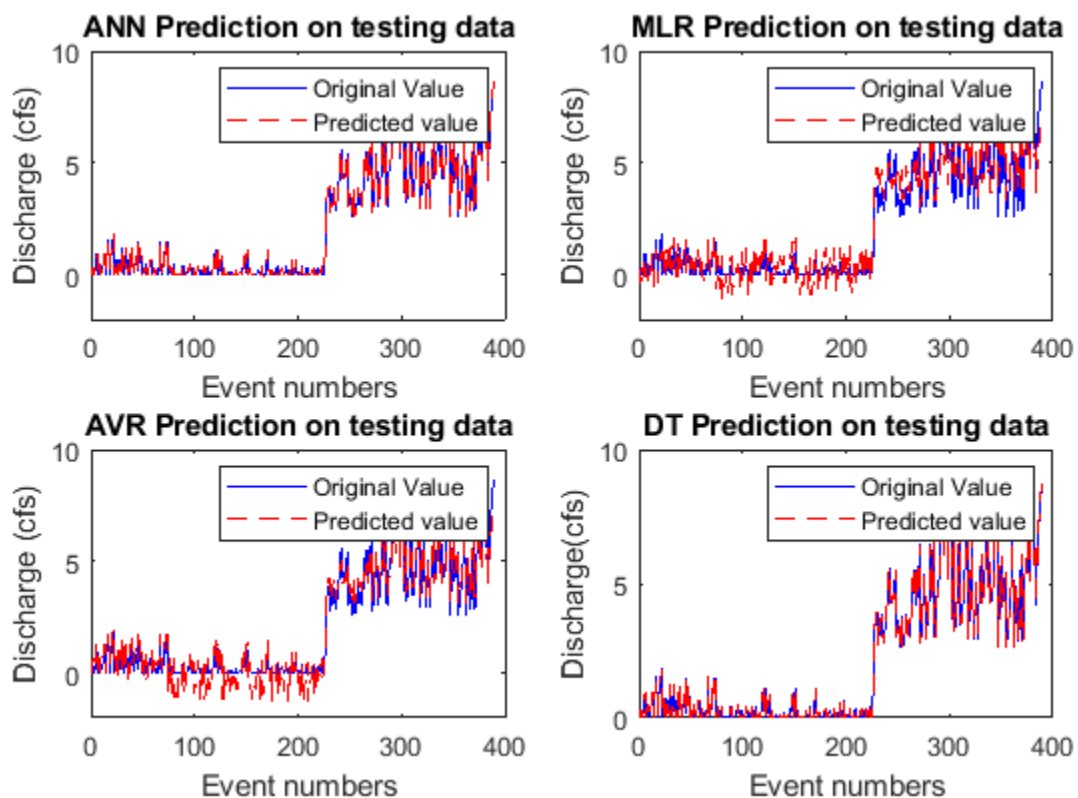 ANN Prediction on testing data
10
5
0
Discharge (cfs)
Original Value
Predicted value
0
100
200
300
400
Event numbers
MLR Prediction on testing data
10
5
0
Discharge (cfs)
Original Value
Predicted value
0
100
200
300
400
Event numbers
AVR Prediction on testing data
10
5
0
Discharge (cfs)
Original Value
Predicted value
0
100
200
300
400
Event numbers
DT Prediction on testing data
10
5
0
Discharge(cfs)
Original Value
Predicted value
0
100
200
300
400
Event numbers